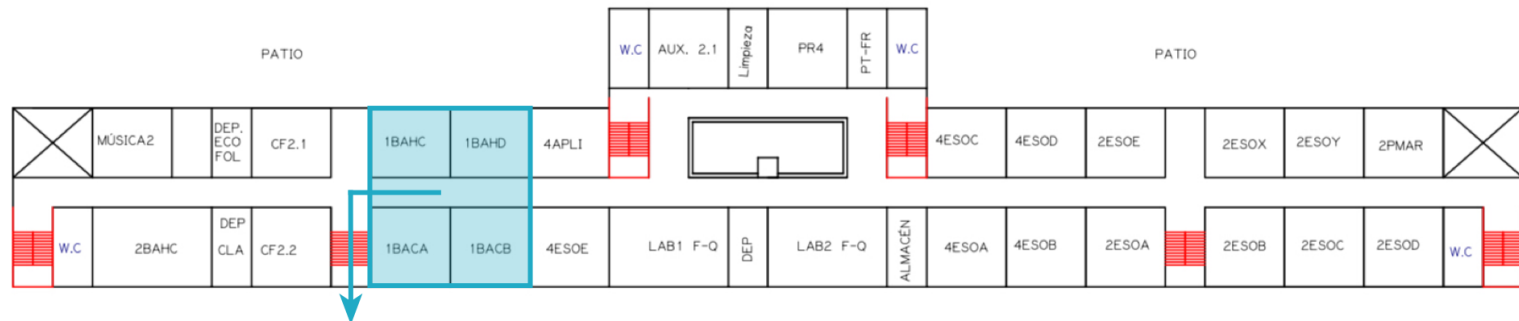 W.C
AUX. 2.1
Limpieza
PR4
PT-FR
W.C
PATIO
PATIO
MÚSICA2
DEP.
ECO
FOL
CF2.1
1BAHC
1BAHD
4APLI
4ESOC
4ESOD
2ESOE
2ESOX
2ESOY
2PMAR
W.C
2BAHC
DEP
CLA
CF2.2
1BACA
1BACB
4ESOE
LAB1 F-Q
DEP
LAB2 F-Q
ALMACÉN
4ESOA
4ESOB
2ESOA
2ESOB
2ESOC
2ESOD
W.C